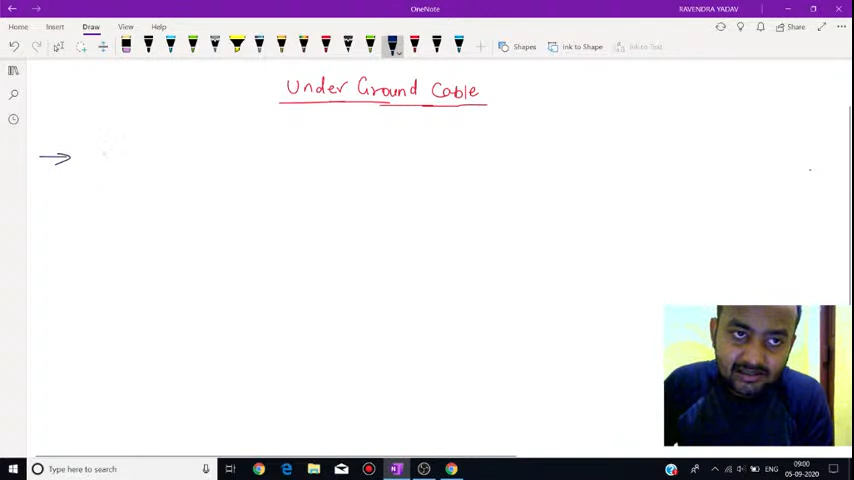 OneNote
RAVENDRA YADAV
Home Insert Draw View Help
Share
Shapes Ink to Shape Ink to Text
Under Ground Cable
Type here to search
ENG
09:00
05-09-2020